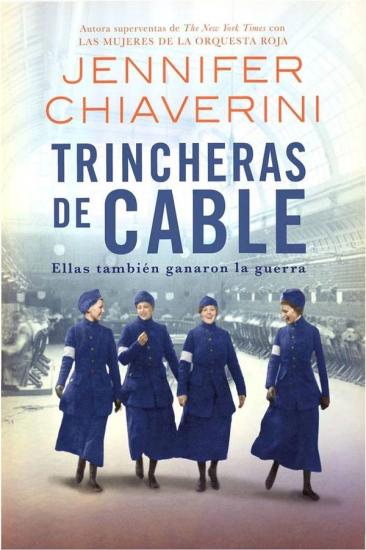 Autora superventas de The New York Times con
LAS MUJERES DE LA ORQUESTA ROJA
JENNIFER
CHIAVERINI
TRINCHERAS
DE CABLE
Ellas también ganaron la guerra